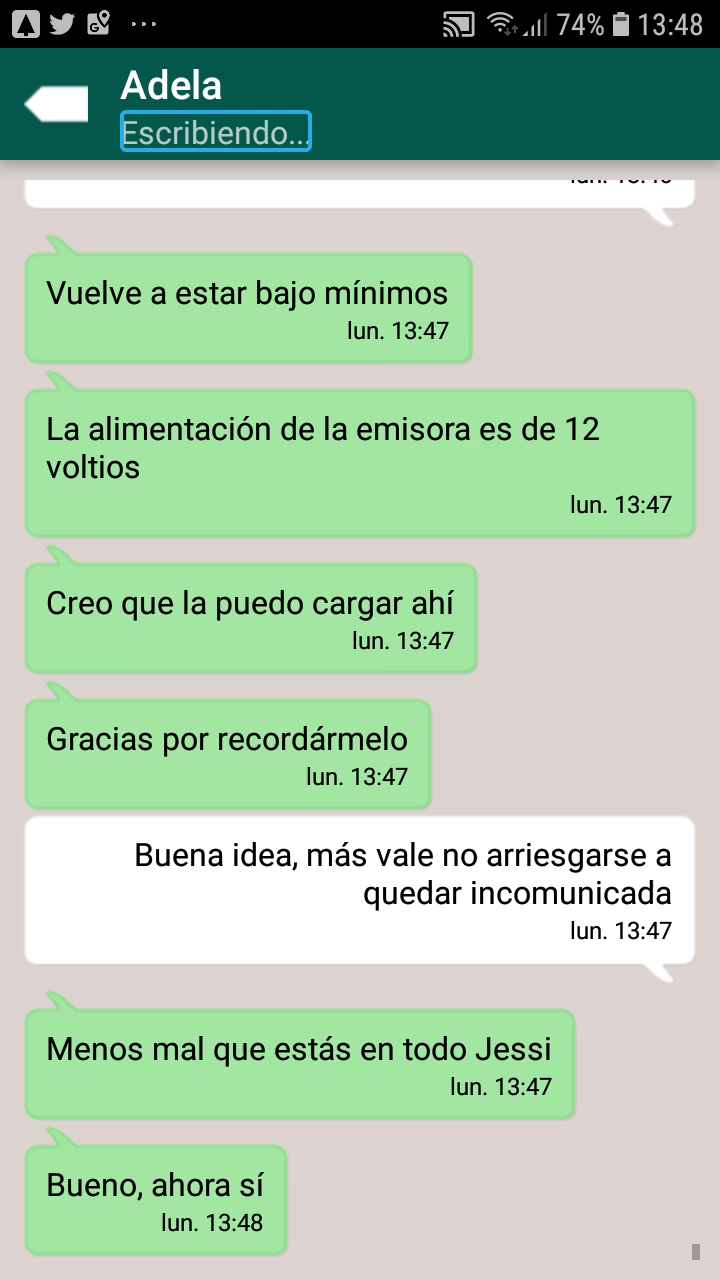 74% 13:48
Adela
Escribiendo...
Vuelve a estar bajo mínimos
lun. 13:47
La alimentación de la emisora es de 12
voltios
lun. 13:47
Creo que la puedo cargar ahí
lun. 13:47
Gracias por recordármelo
lun. 13:47
Buena idea, más vale no arriesgarse a
quedar incomunicada
lun. 13:47
Menos mal que estás en todo Jessi
lun. 13:47
Bueno, ahora sí
lun. 13:48